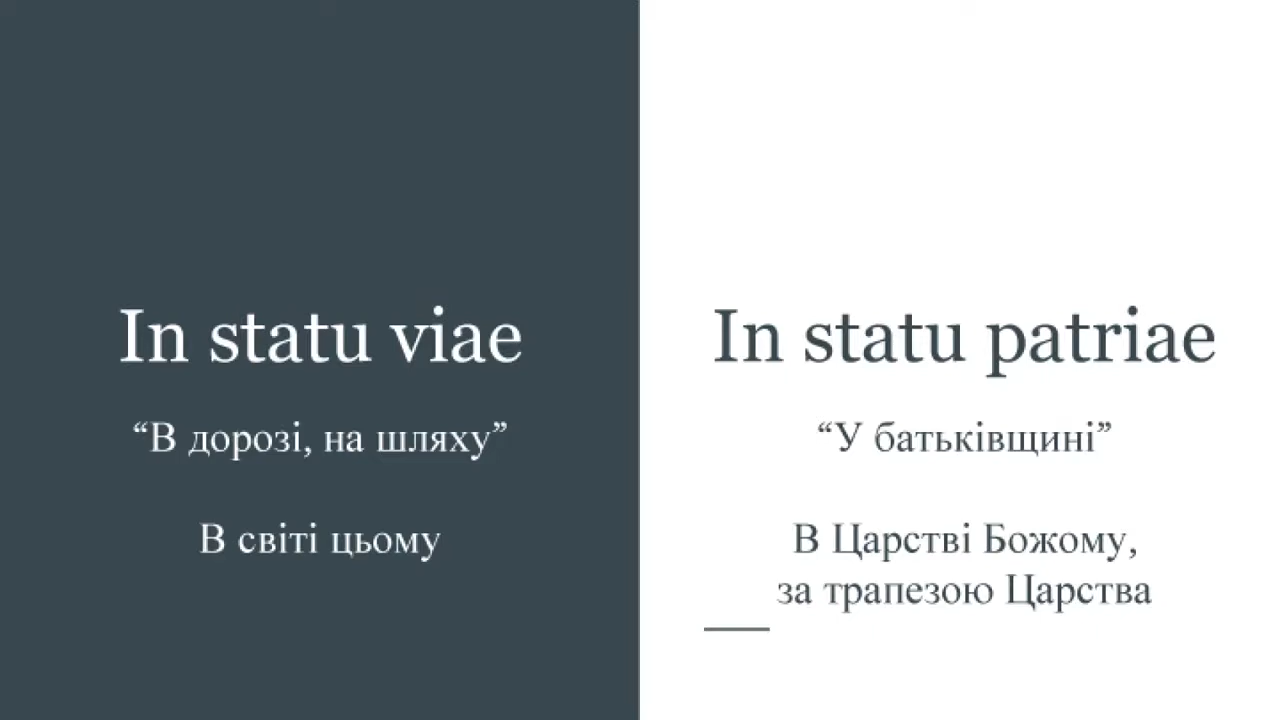 In statu viae
“В дорозі, на шляху”
В світі цьому
In statu patriae
“У батьківщині”
В Царстві Божому,
за трапезою Царства